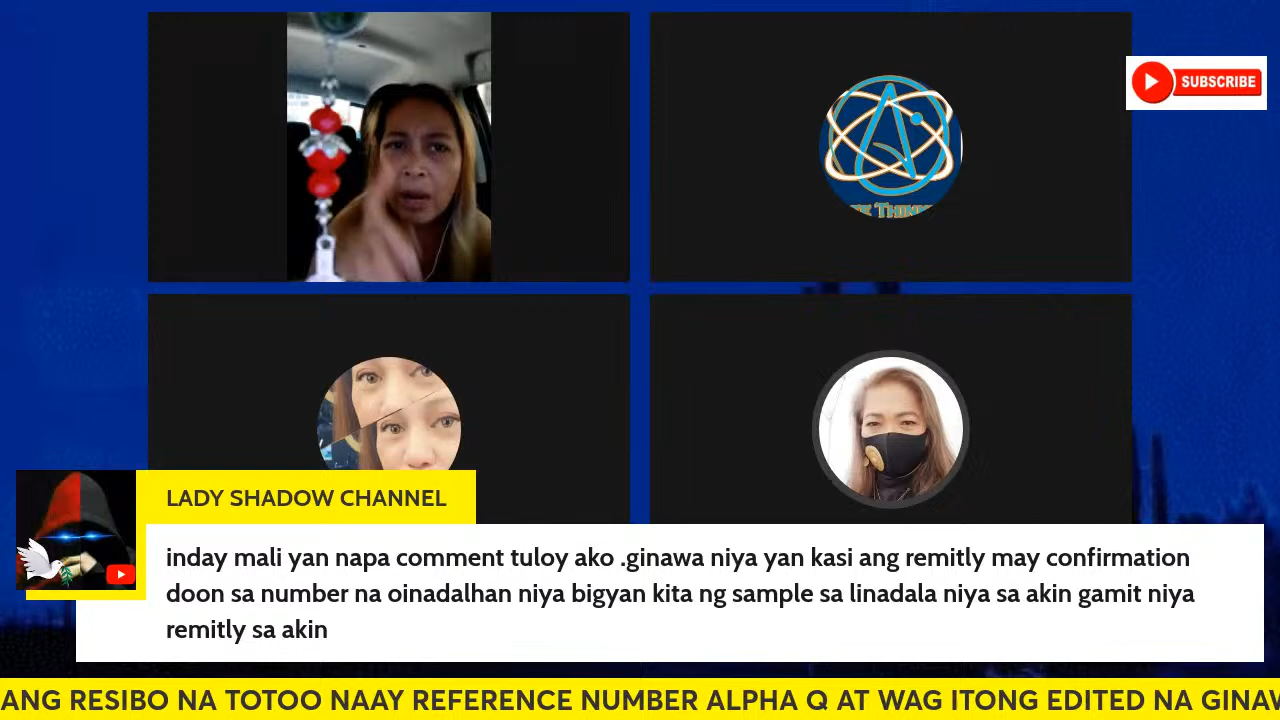 SUBSCRIBE
LADY SHADOW CHANNEL
inday mali yan napa comment tuloy ako .ginawa niya yan kasi ang remitly may confirmation
doon sa number na oinadalhan niya bigyan kita ng sample sa linadala niya sa akin gamit niya
remitly sa akin
ANG RESIBO NA TOTOO NAAY REFERENCE NUMBER ALPHA Q AT WAG ITONG EDITED NA